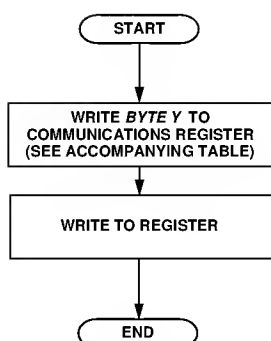 START
WRITE BYTE Y TO
COMMUNICATIONS REGISTER
(SEE ACCOMPANYING TABLE)
WRITE TO REGISTER
END